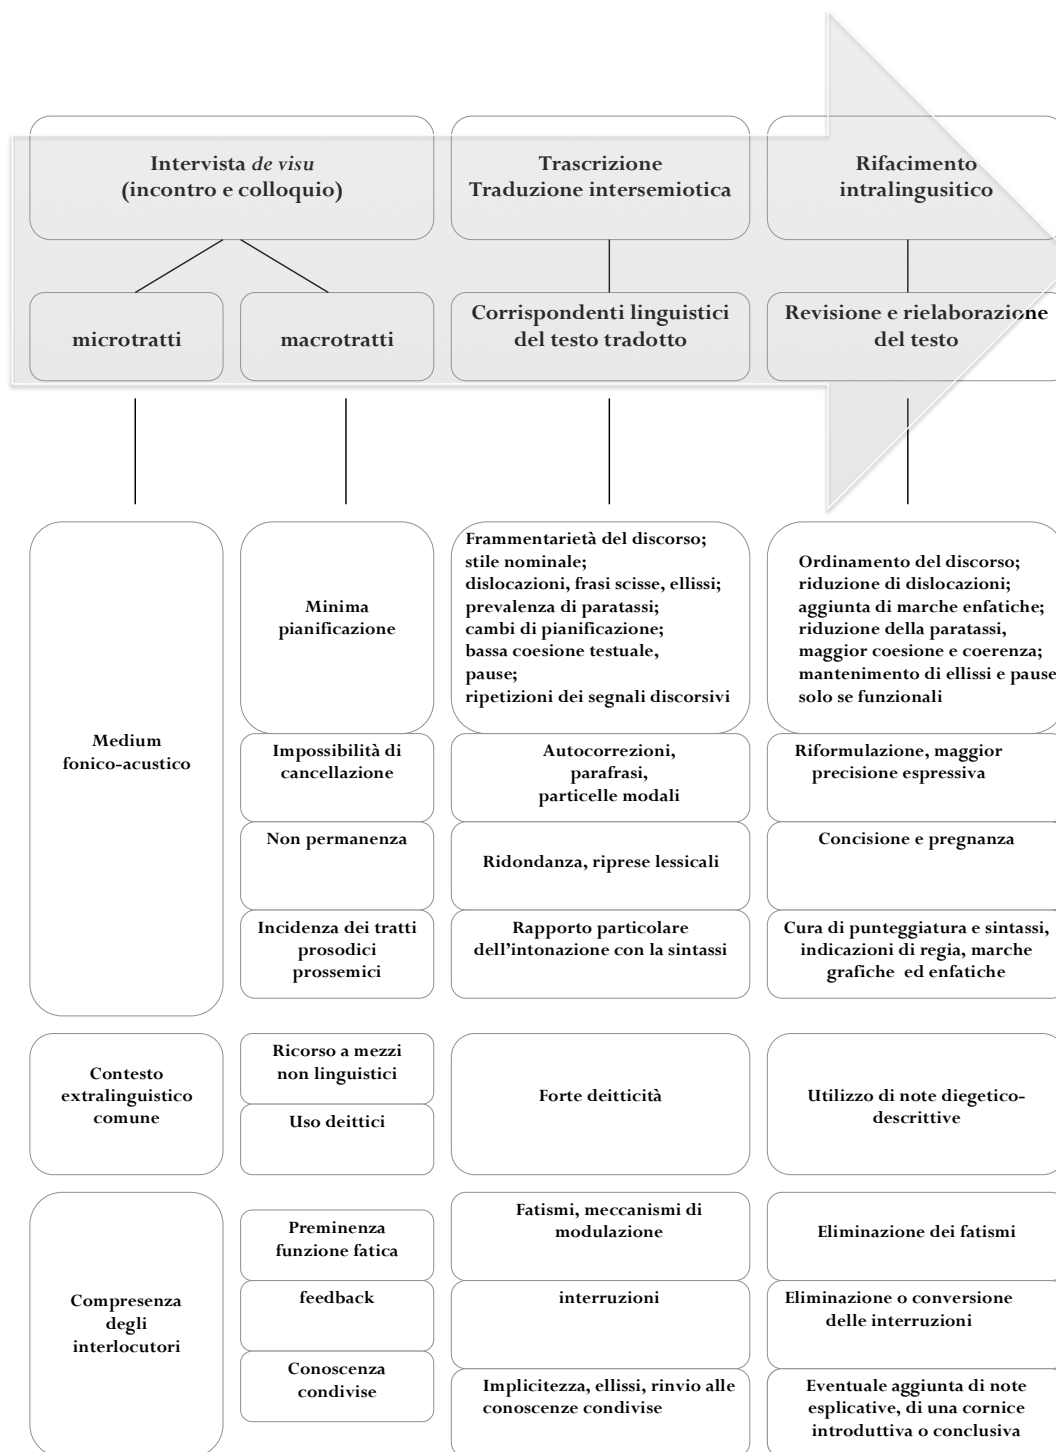 Intervista de visu
(incontro e colloquio)
Trascrizione
Traduzione intersemiotica
Rifacimento
intralingusitico
microtratti
macrotratti
Corrispondenti linguistici
del testo tradotto
Revisione e rielaborazione
del testo
Medium
fonico-acustico
Minima
pianificazione
Frammentarietà del discorso;
stile nominale;
dislocazioni, frasi scisse, ellissi;
prevalenza di paratassi;
cambi di pianificazione;
bassa coesione testuale,
pause;
ripetizioni dei segnali discorsivi
Ordinamento del discorso;
riduzione di dislocazioni;
aggiunta di marche enfatiche;
riduzione della paratassi,
maggior coesione e coerenza;
mantenimento di ellissi e pause
solo se funzionali
Impossibilità di
cancellazione
Autocorrezioni,
parafrasi,
particelle modali
Riformulazione, maggior
precisione espressiva
Non permanenza
Ridondanza, riprese lessicali
Concisione e pregnanza
Incidenza dei tratti
prosodici
prossemici
Rapporto particolare
dell'intonazione con la sintassi
Cura di punteggiatura e sintassi,
indicazioni di regia, marche
grafiche ed enfatiche
Contesto
extralinguistico
comune
Ricorso a mezzi
non linguistici
Uso deittici
Forte deitticità
Utilizzo di note diegetico-
descrittive
Compresenza
degli
interlocutori
Preminenza
funzione fatica
Fatismi, meccanismi di
modulazione
Eliminazione dei fatismi
feedback
interruzioni
Eliminazione o conversione
delle interruzioni
Conoscenza
condivise
Implicitezza, ellissi, rinvio alle
conoscenze condivise
Eventuale aggiunta di note
esplicative, di una cornice
introduttiva o conclusiva